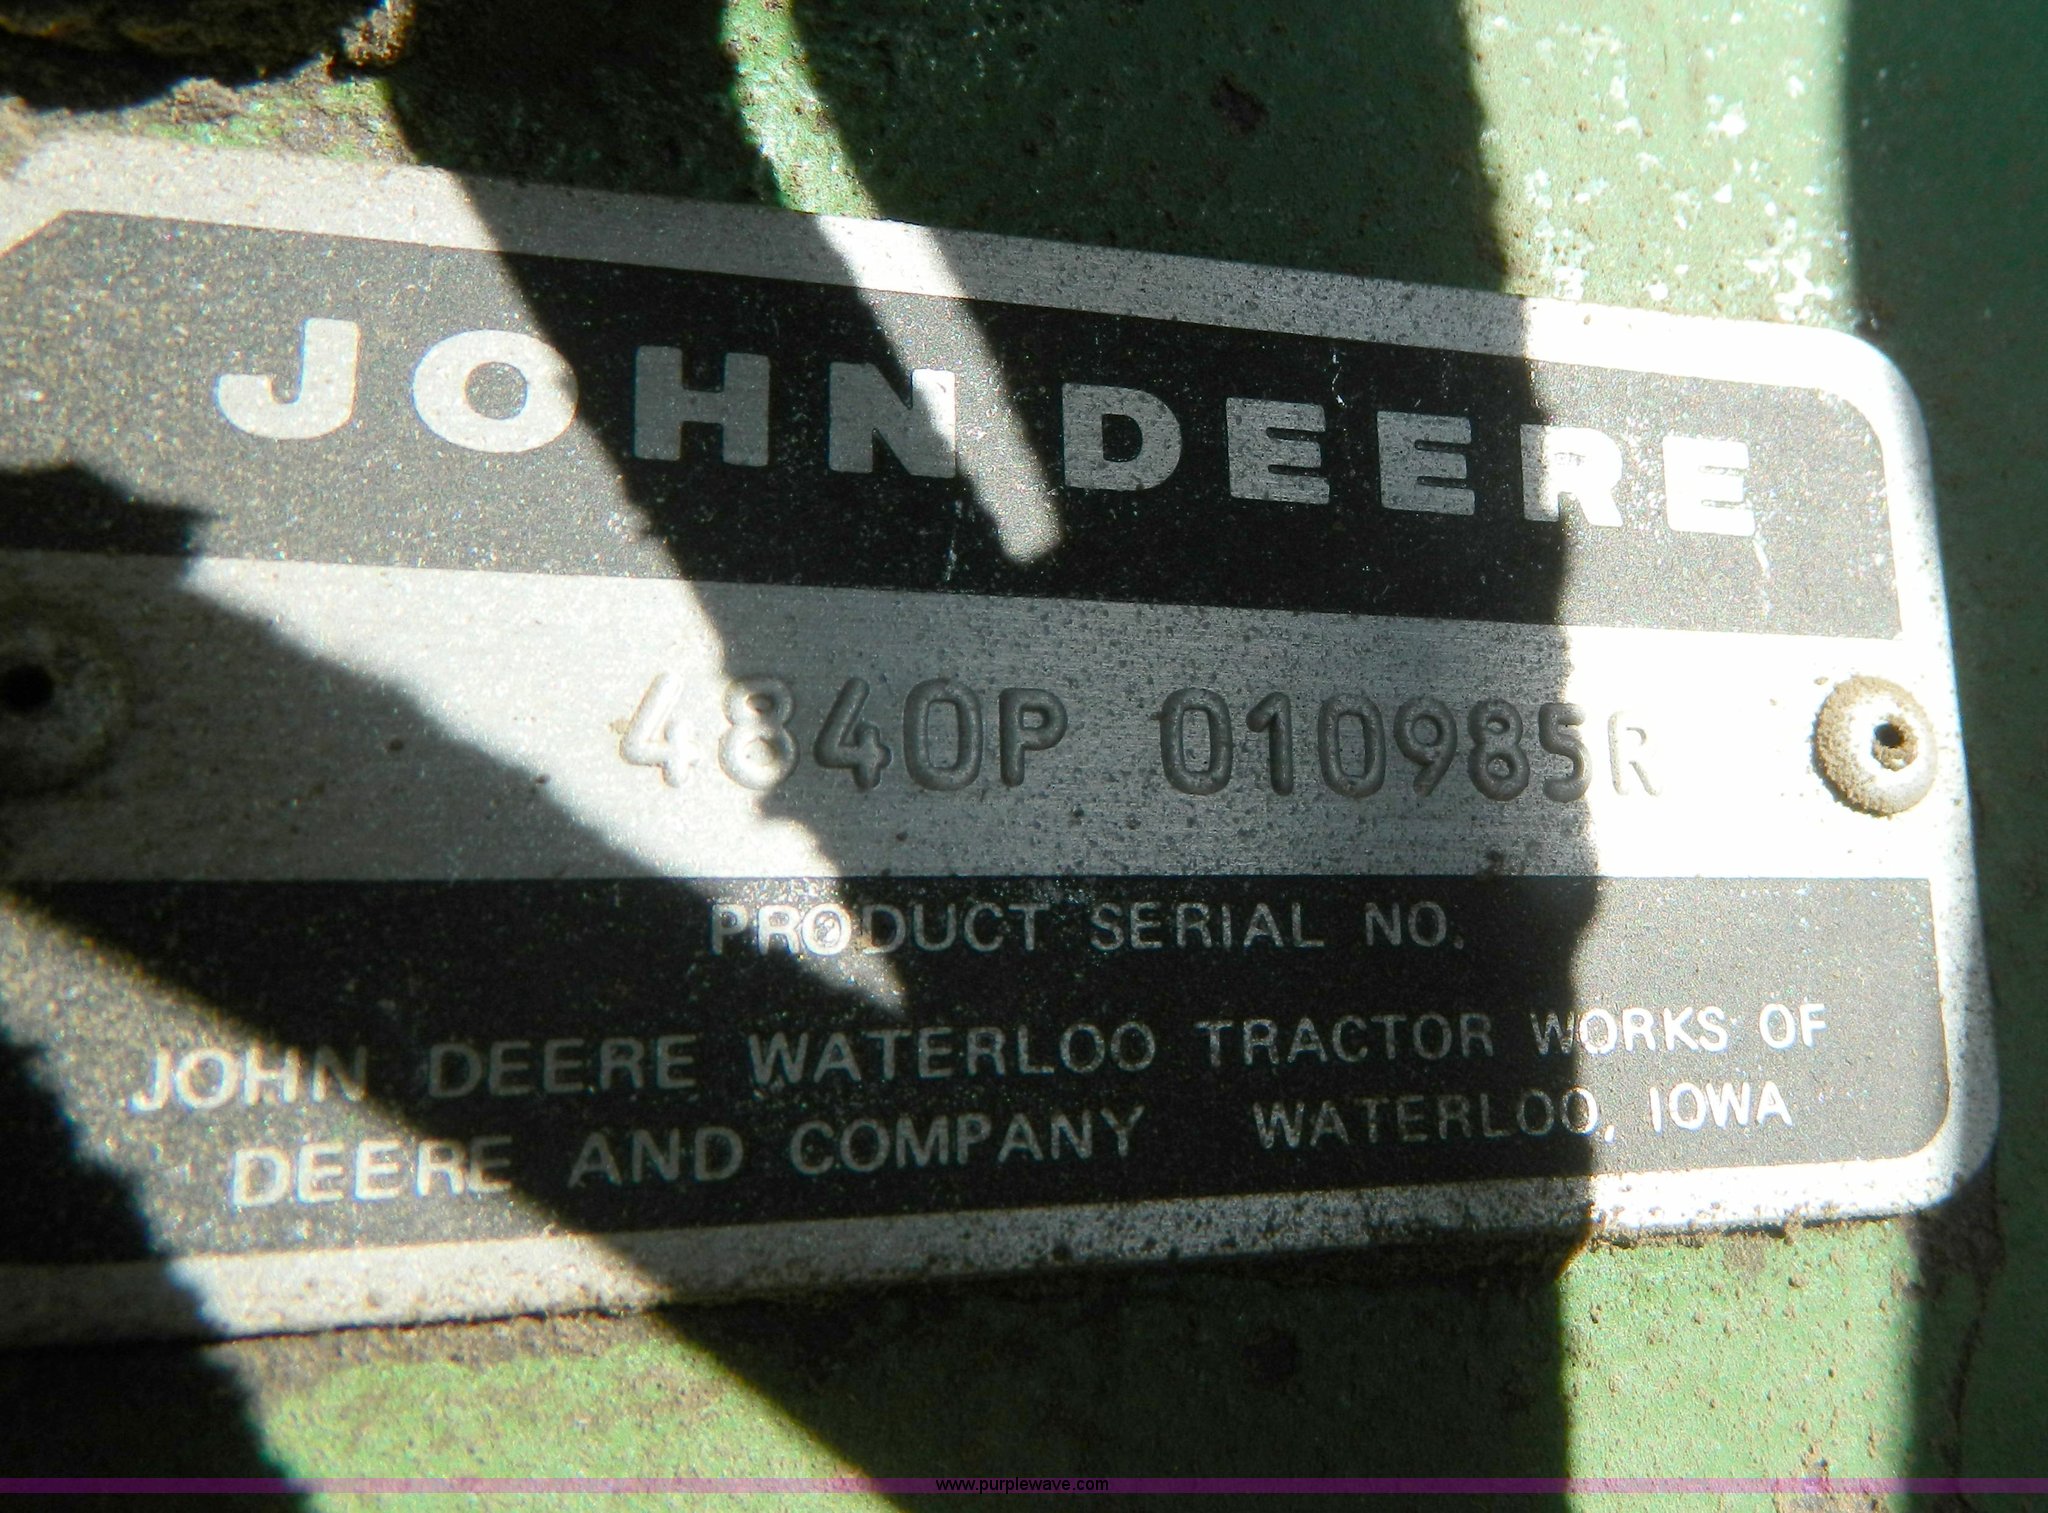 JOHN DEERE
4840P 010985R
PRODUCT SERIAL NO.
JOHN DEERE WATERLOO TRACTOR WORKS OF
DEERE AND COMPANY WATERLOO, IOWA
www.purplewave.com